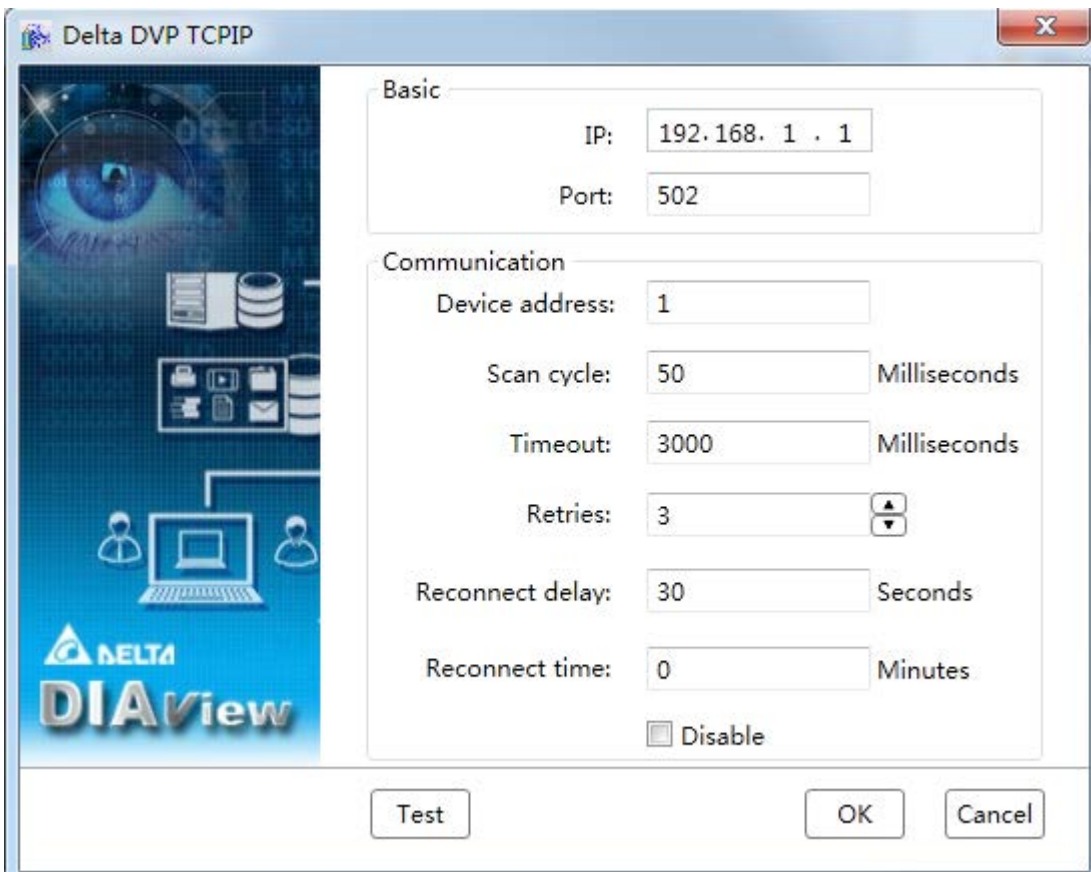 Delta DVP TCPIP
Basic
IP: 192.168. 1 . 1
Port: 502
Communication
Device address: 1
Scan cycle: 50 Milliseconds
Timeout: 3000 Milliseconds
Retries: 3
Reconnect delay: 30 Seconds
Reconnect time: 0 Minutes
Disable
DELTA
DIAView
Test OK Cancel